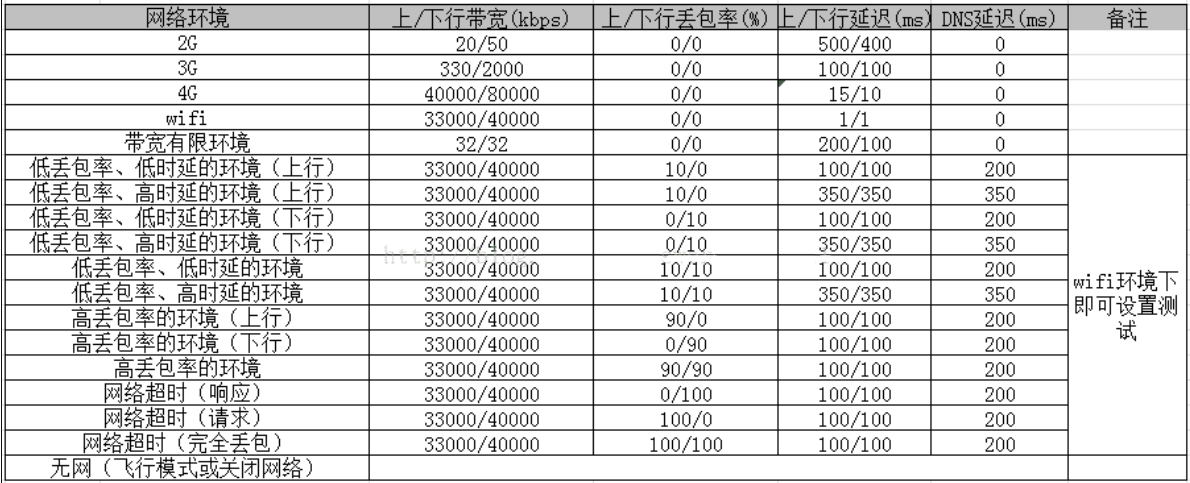 网络环境 上/下行带宽(kbps) 上/下行丢包率(%) 上/下行延迟(ms) DNS延迟(ms) 备注
2G 20/50 0/0 500/400 0
3G 330/2000 0/0 100/100 0
4G 40000/80000 0/0 15/10 0
wifi 33000/40000 0/0 1/1 0
带宽有限环境 32/32 0/0 200/100 0
低丢包率、低时延的环境（上行） 33000/40000 10/0 100/100 200
低丢包率、高时延的环境（上行） 33000/40000 10/0 350/350 350
低丢包率、低时延的环境（下行） 33000/40000 0/10 100/100 200
低丢包率、高时延的环境（下行） 33000/40000 0/10 350/350 350
低丢包率、低时延的环境 33000/40000 10/10 100/100 200
低丢包率、高时延的环境 33000/40000 10/10 350/350 350
高丢包率的环境（上行） 33000/40000 90/0 100/100 200
高丢包率的环境（下行） 33000/40000 0/90 100/100 200
高丢包率的环境 33000/40000 90/90 100/100 200
网络超时（响应） 33000/40000 0/100 100/100 200
网络超时（请求） 33000/40000 100/0 100/100 200
网络超时（完全丢包） 33000/40000 100/100 100/100 200
无网（飞行模式或关闭网络）
wifi环境下
即可设置测
试